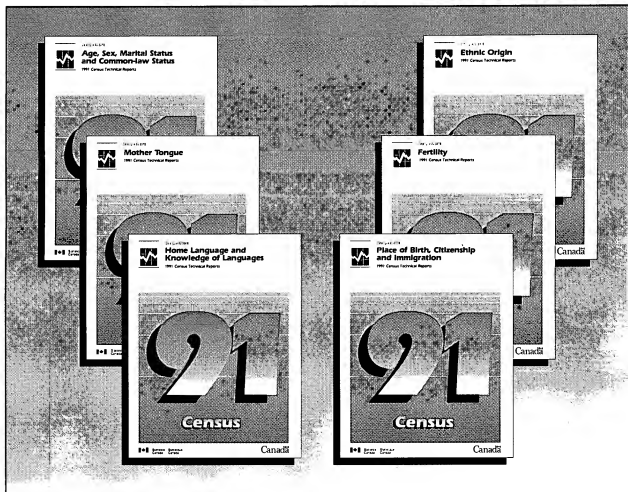 Age, Sex, Marital Status
and Common-law Status
1991 Census Technical Reports
Ethnic Origin
1991 Census Technical Reports
Mother Tongue
1991 Census Technical Reports
Fertility
1991 Census Technical Reports
Home Language and
Knowledge of Languages
1991 Census Technical Reports
Place of Birth, Citizenship
and Immigration
1991 Census Technical Reports
Canada
Canada
91
Census
91
Census
Canada
Canada